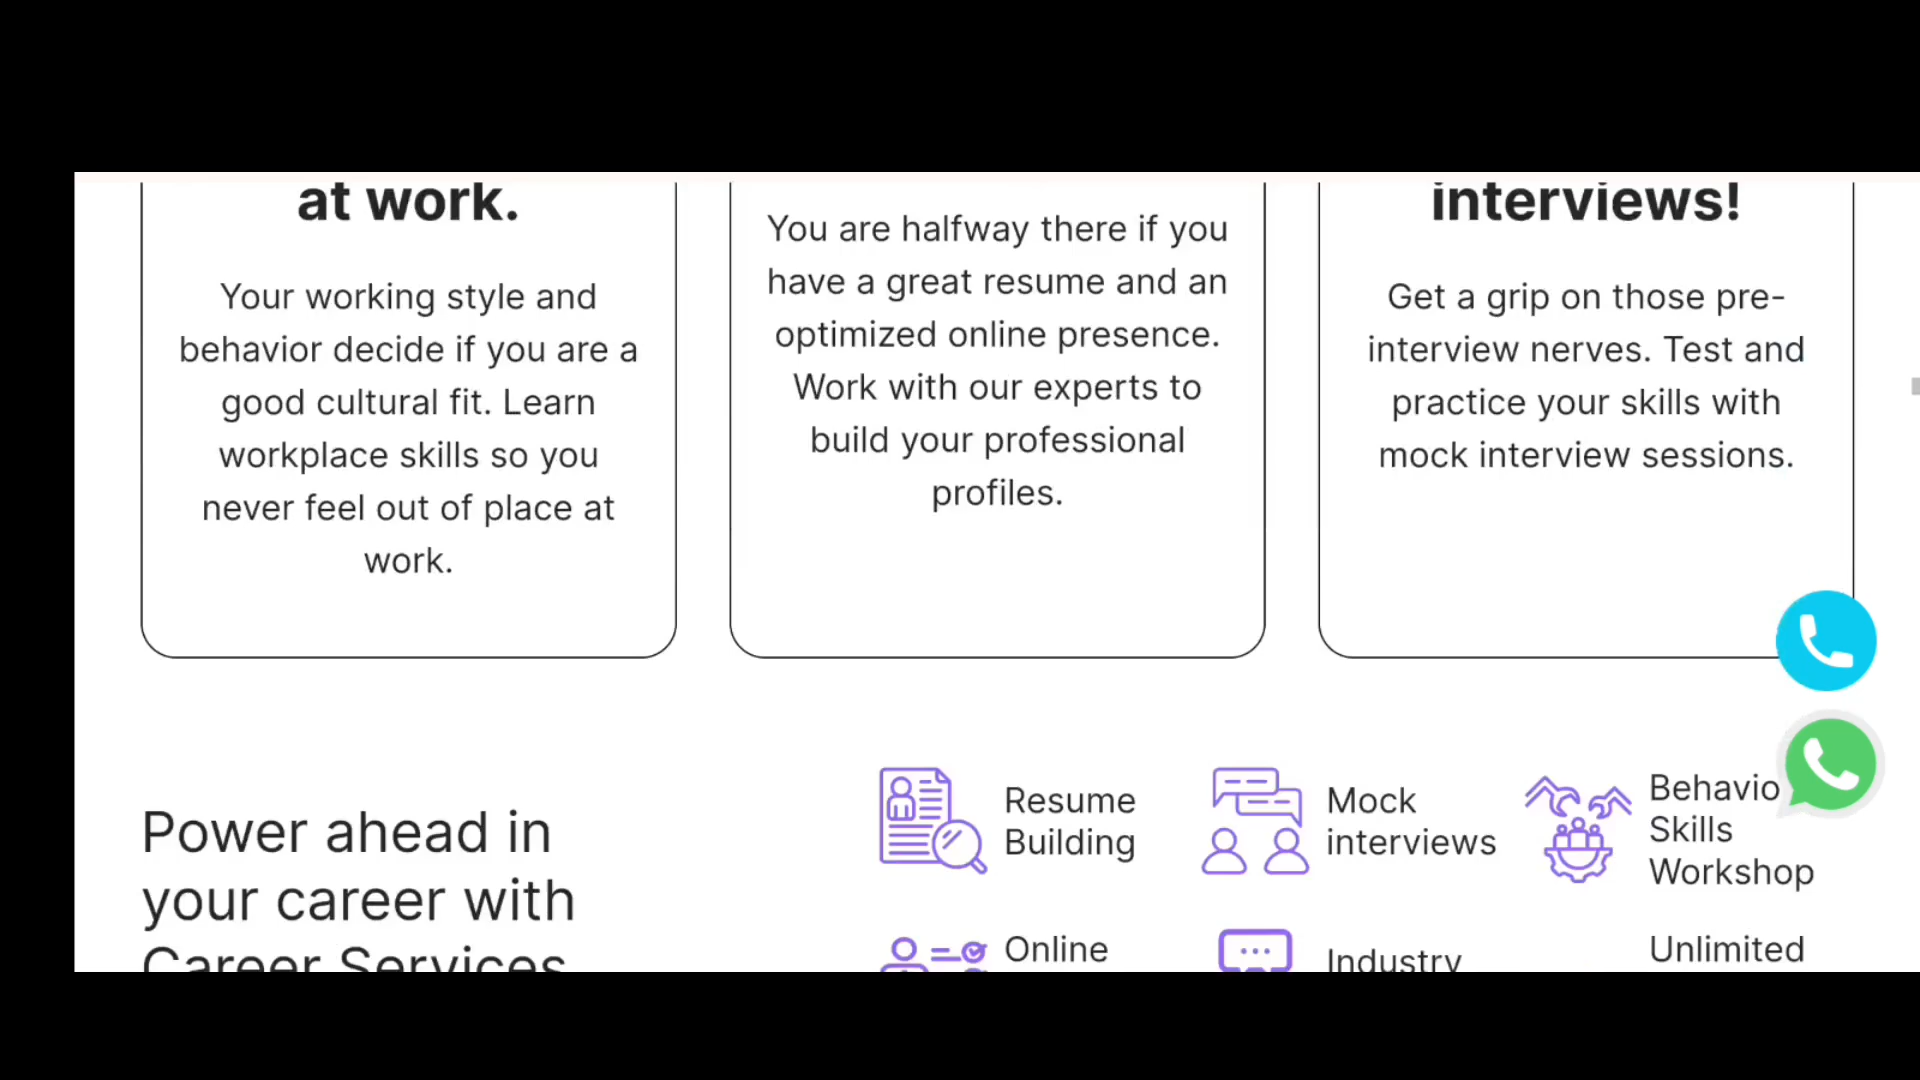 at work.
Your working style and
behavior decide if you are a
good cultural fit. Learn
workplace skills so you
never feel out of place at
work.
You are halfway there if you
have a great resume and an
optimized online presence.
Work with our experts to
build your professional
profiles.
interviews!
Get a grip on those pre-
interview nerves. Test and
practice your skills with
mock interview sessions.
Power ahead in
your career with
Career Services
Resume
Building
Mock
interviews
Behavio
Skills
Workshop
Online
Industry
Unlimited